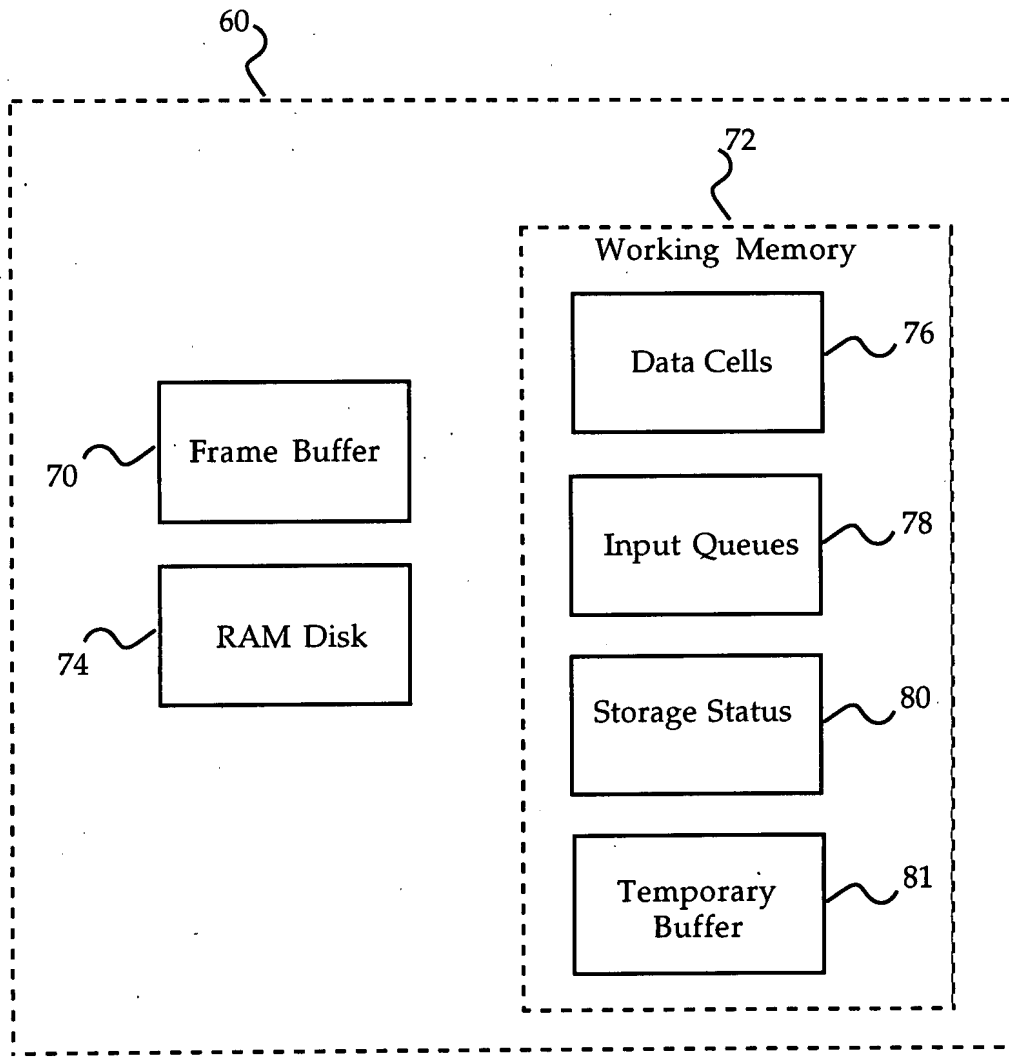 60
72
Working Memory
Data Cells
76
Frame Buffer
70
Input Queues
78
RAM Disk
74
Storage Status
80
Temporary
Buffer
81